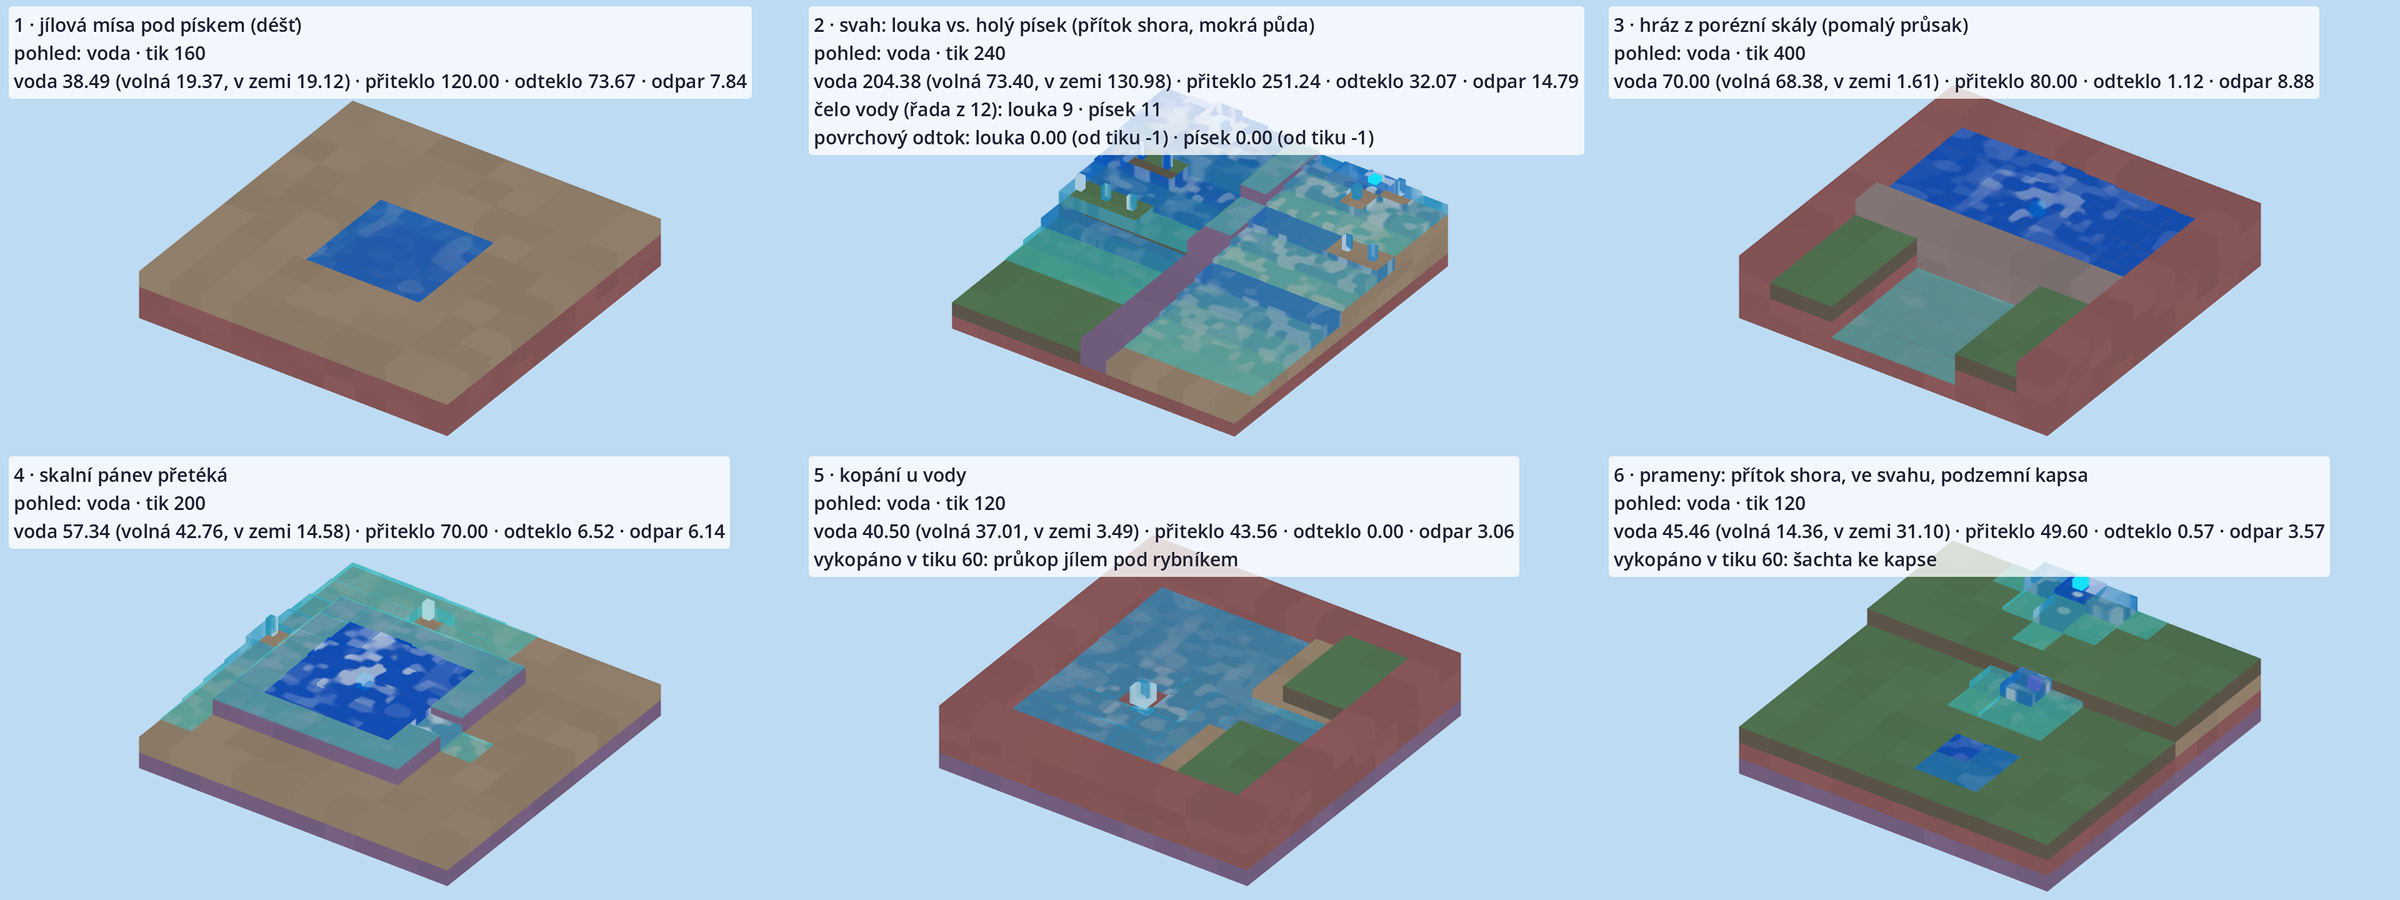 1 · jílová mísa pod pískem (déšť)
pohled: voda · tik 160
voda 38.49 (volná 19.37, v zemi 19.12) · přiteklo 120.00 · odteklo 73.67 · odpar 7.84
2 · svah: louka vs. holý písek (přítok shora, mokrá půda)
pohled: voda · tik 240
voda 204.38 (volná 73.40, v zemi 130.98) · přiteklo 251.24 · odteklo 32.07 · odpar 14.79
čelo vody (řada z 12): louka 9 · písek 11
povrchový odtok: louka 0.00 (od tiku -1) · písek 0.00 (od tiku -1)
3 · hráz z porézní skály (pomalý průsak)
pohled: voda · tik 400
voda 70.00 (volná 68.38, v zemi 1.61) · přiteklo 80.00 · odteklo 1.12 · odpar 8.88
4 · skalní pánev přetéká
pohled: voda · tik 200
voda 57.34 (volná 42.76, v zemi 14.58) · přiteklo 70.00 · odteklo 6.52 · odpar 6.14
5 · kopání u vody
pohled: voda · tik 120
voda 40.50 (volná 37.01, v zemi 3.49) · přiteklo 43.56 · odteklo 0.00 · odpar 3.06
vykopáno v tiku 60: průkop jílem pod rybníkem
6 · prameny: přítok shora, ve svahu, podzemní kapsa
pohled: voda · tik 120
voda 45.46 (volná 14.36, v zemi 31.10) · přiteklo 49.60 · odteklo 0.57 · odpar 3.57
vykopáno v tiku 60: šachta ke kapse